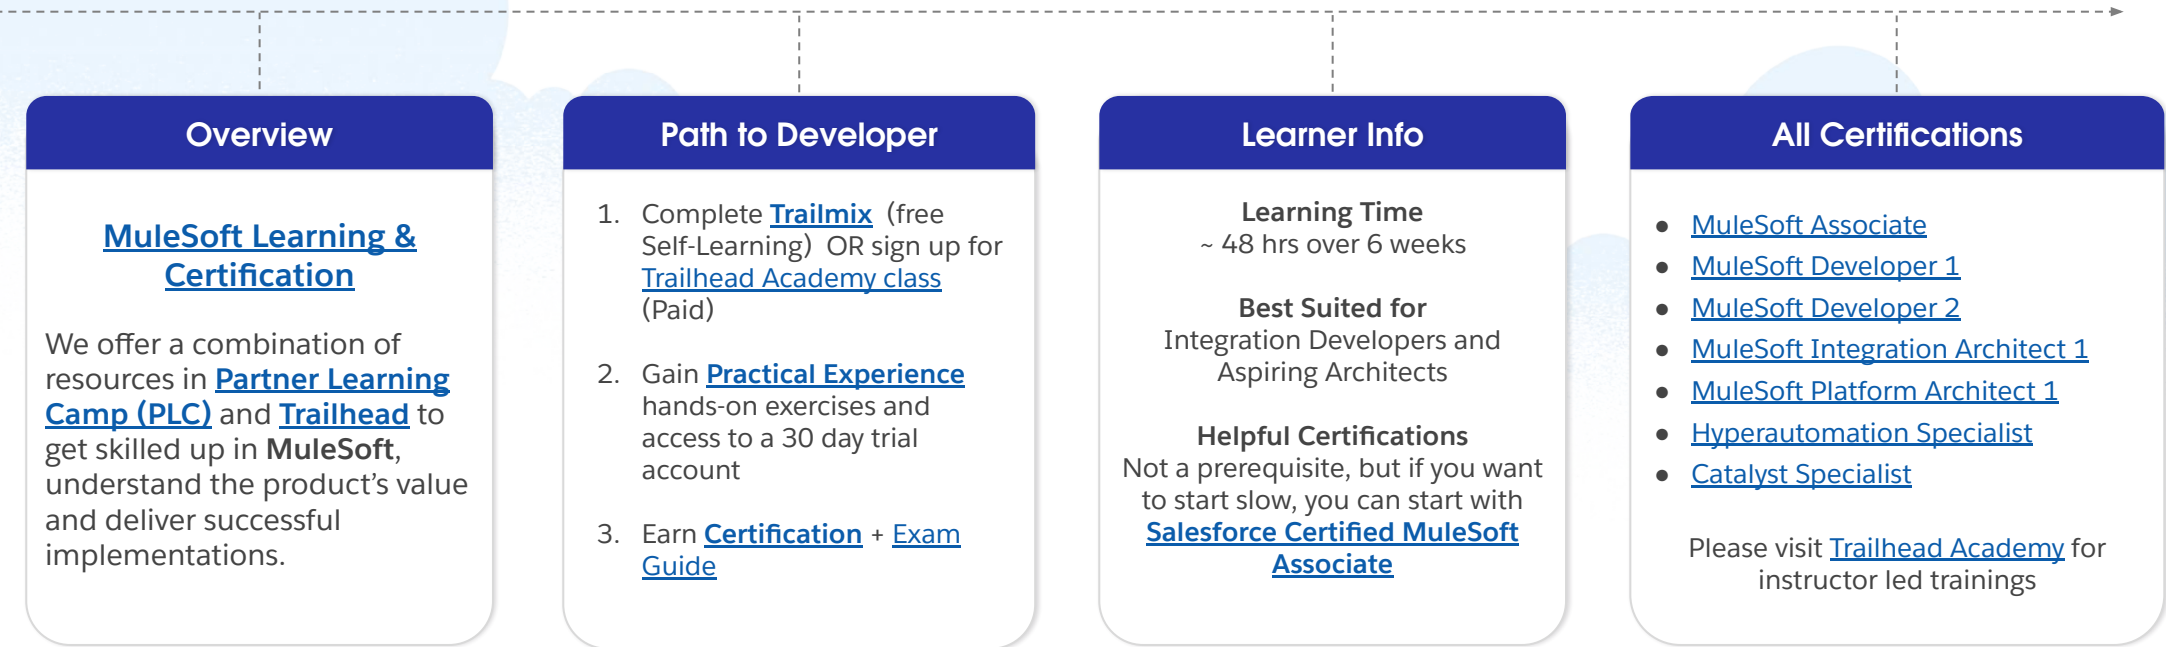 Overview
MuleSoft Learning &
Certification
We offer a combination of
resources in Partner Learning
Camp (PLC) and Trailhead to
get skilled up in MuleSoft,
understand the product's value
and deliver successful
implementations.
Path to Developer
1. Complete Trailmix (free
Self-Learning) OR sign up for
Trailhead Academy class
(Paid)
2. Gain Practical Experience
hands-on exercises and
access to a 30 day trial
account
3. Earn Certification + Exam
Guide
Learner Info
Learning Time
~ 48 hrs over 6 weeks
Best Suited for
Integration Developers and
Aspiring Architects
Helpful Certifications
Not a prerequisite, but if you want
to start slow, you can start with
Salesforce Certified MuleSoft
Associate
All Certifications
● MuleSoft Associate
● MuleSoft Developer 1
● MuleSoft Developer 2
● MuleSoft Integration Architect 1
● MuleSoft Platform Architect 1
● Hyperautomation Specialist
● Catalyst Specialist
Please visit Trailhead Academy for
instructor led trainings